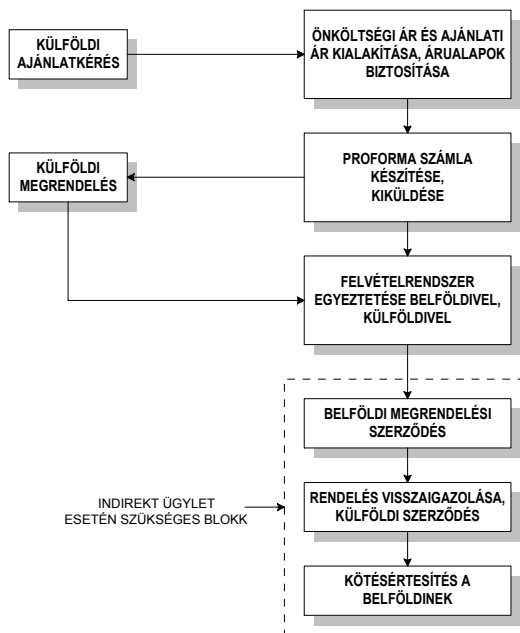 KÜLFÖLDI
AJÁNLATKÉRÉS
ÖNKÖLTSÉGI ÁR ÉS AJÁNLATI
ÁR KIALAKÍTÁSA, ÁRUALAPOK
BIZTOSÍTÁSA
KÜLFÖLDI
MEGRENDELÉS
PROFORMA SZÁMLA
KÉSZÍTÉSE,
KIKÜLDÉSE
FELVÉTELRENDSZER
EGYEZTETÉSE BELFÖLDIVEL,
KÜLFÖLDIVEL
BELFÖLDI MEGRENDELÉSI
SZERZŐDÉS
INDIREKT ÜGYLET
ESETÉN SZÜKSÉGES BLOKK
RENDELÉS VISSZAIGAZOLÁSA,
KÜLFÖLDI SZERZŐDÉS
KÖTÉSÉRTESÍTÉS A
BELFÖLDINEK